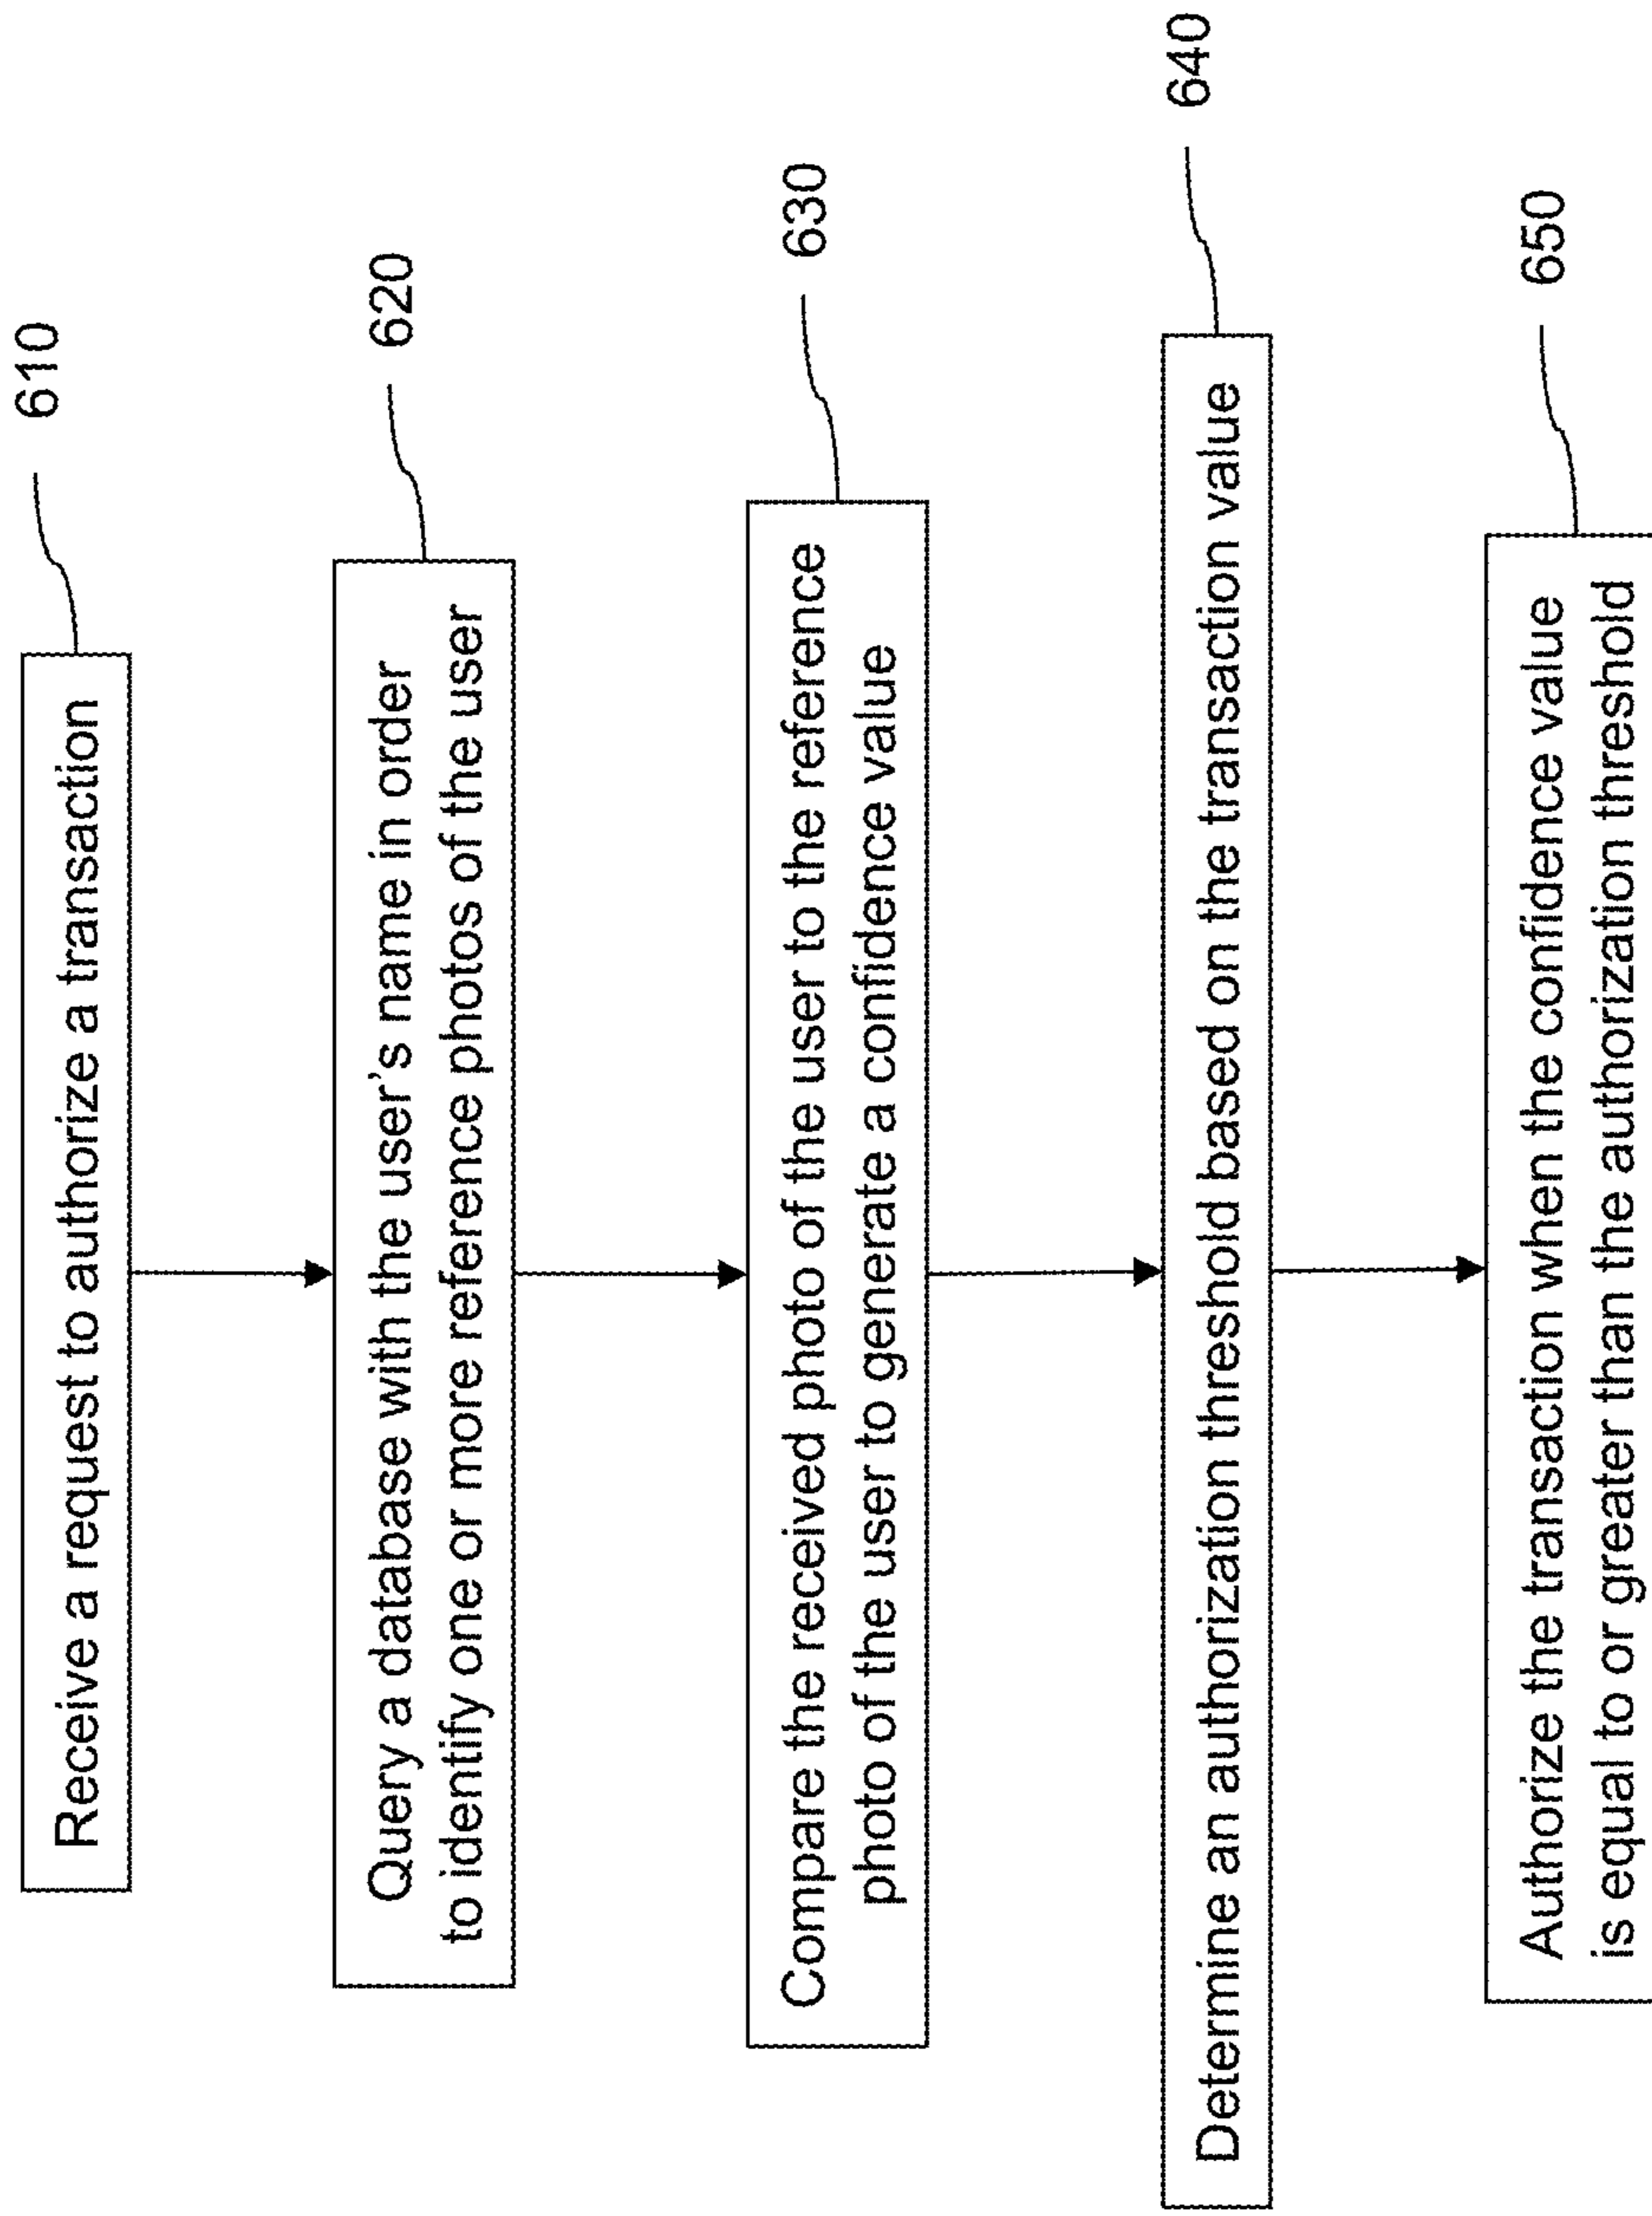 Receive a request to authorize a transaction
610
Query a database with the user's name in order
to identify one or more reference photos of the user
620
Compare the received photo of the user to the reference
photo of the user to generate a confidence value
630
Determine an authorization threshold based on the transaction value
640
Authorize the transaction when the confidence value
is equal to or greater than the authorization threshold
650